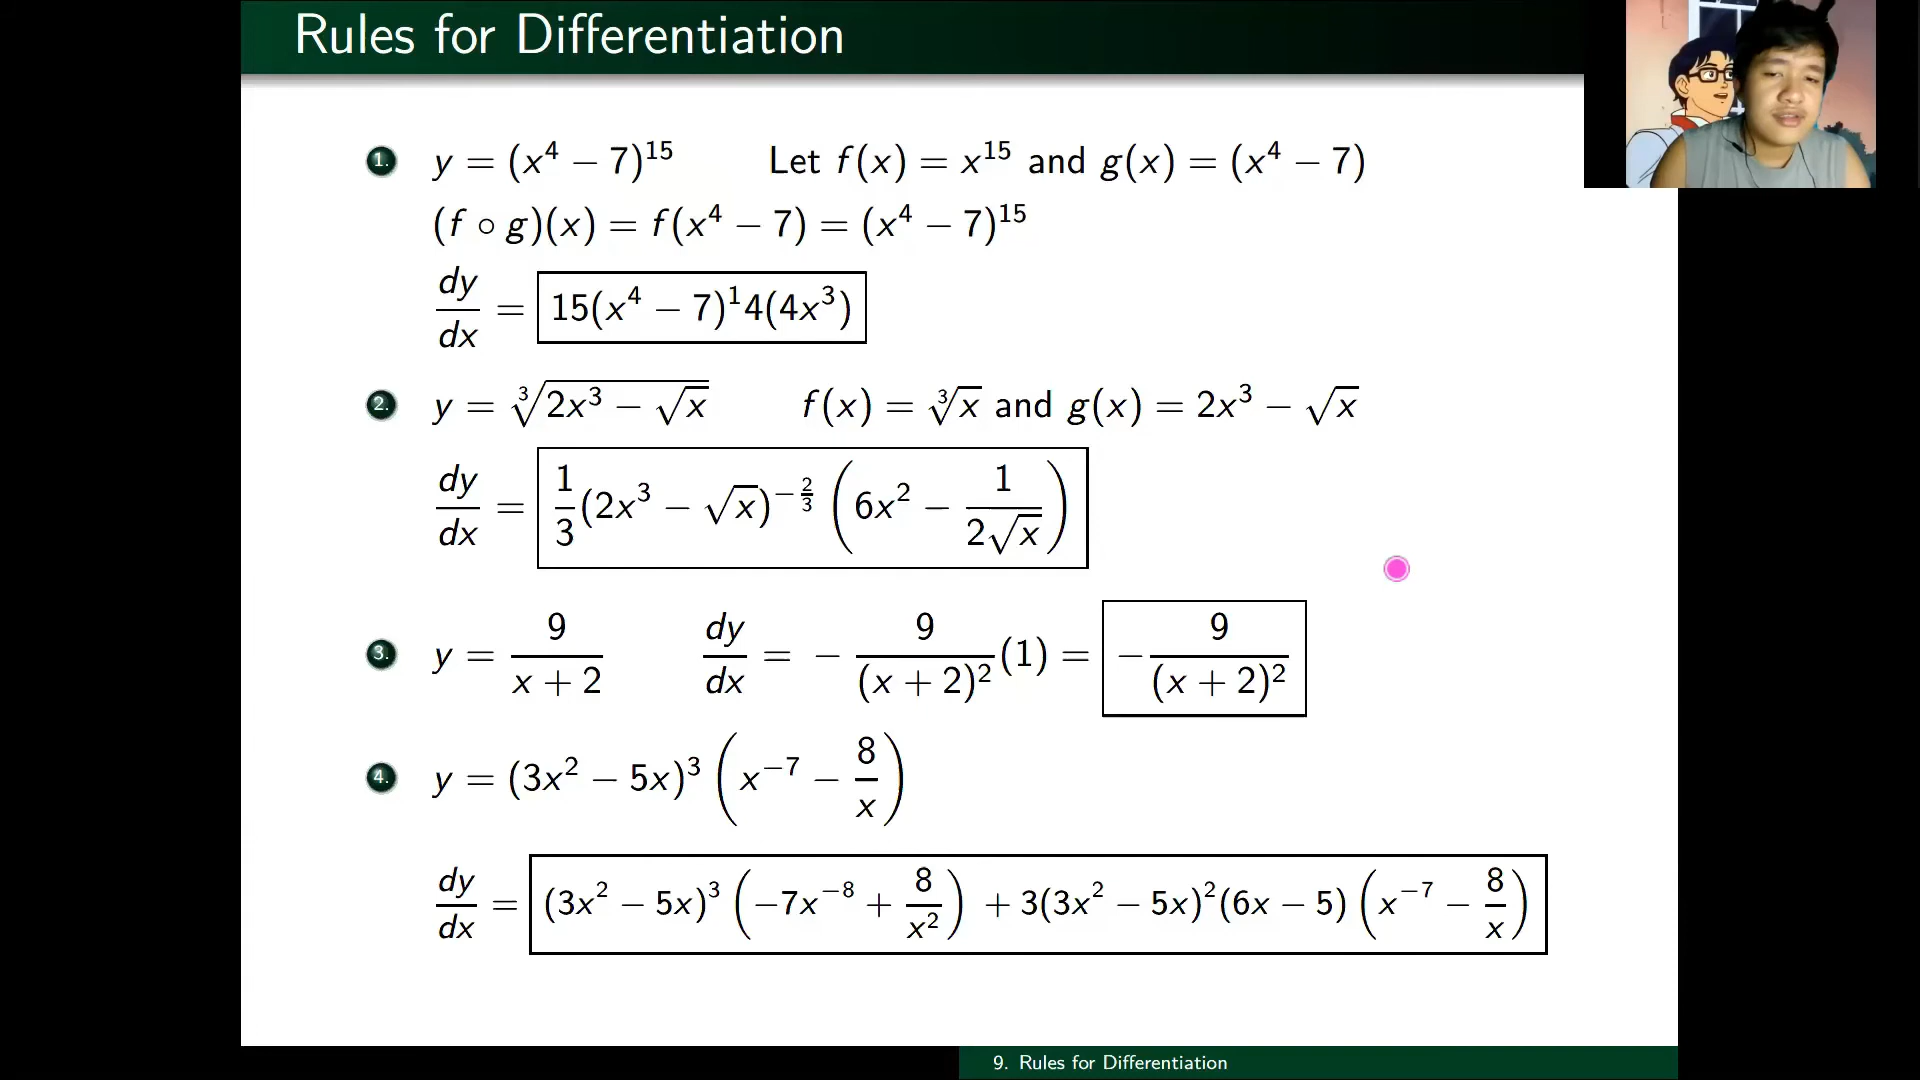 Rules for Differentiation
1. y = (x⁴ − 7)¹⁵ Let f(x) = x¹⁵ and g(x) = (x⁴ − 7)
(f ∘ g)(x) = f(x⁴ − 7) = (x⁴ − 7)¹⁵
dy/dx = 15(x⁴ − 7)¹4(4x³)
2. y = ∛(2x³ − √x) f(x) = ∛x and g(x) = 2x³ − √x
dy/dx = 1/3(2x³ − √x)^(−2/3) (6x² − 1/(2√x))
3. y = 9/(x + 2) dy/dx = − 9/(x + 2)² (1) = − 9/(x + 2)²
4. y = (3x² − 5x)³ (x⁻⁷ − 8/x)
dy/dx = (3x² − 5x)³ (−7x⁻⁸ + 8/x²) + 3(3x² − 5x)²(6x − 5) (x⁻⁷ − 8/x)
9. Rules for Differentiation